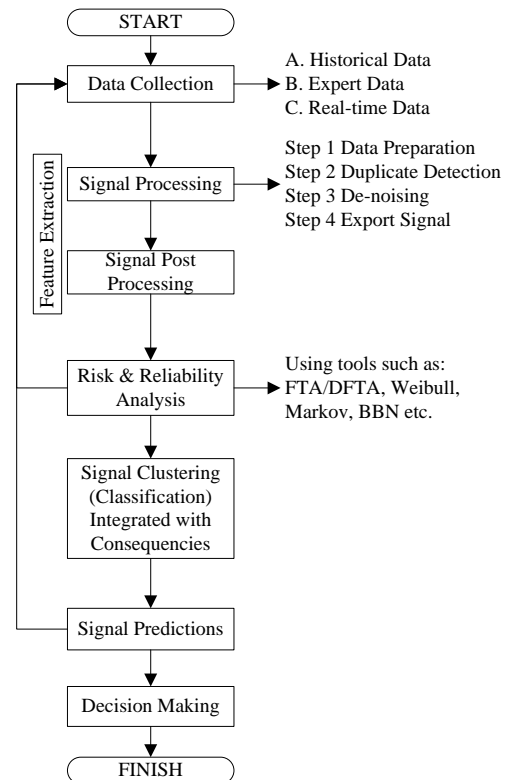 START
Data Collection
A. Historical Data
B. Expert Data
C. Real-time Data
Feature Extraction
Signal Processing
Step 1 Data Preparation
Step 2 Duplicate Detection
Step 3 De-noising
Step 4 Export Signal
Signal Post
Processing
Risk & Reliability
Analysis
Using tools such as:
FTA/DFTA, Weibull,
Markov, BBN etc.
Signal Clustering
(Classification)
Integrated with
Consequencies
Signal Predictions
Decision Making
FINISH